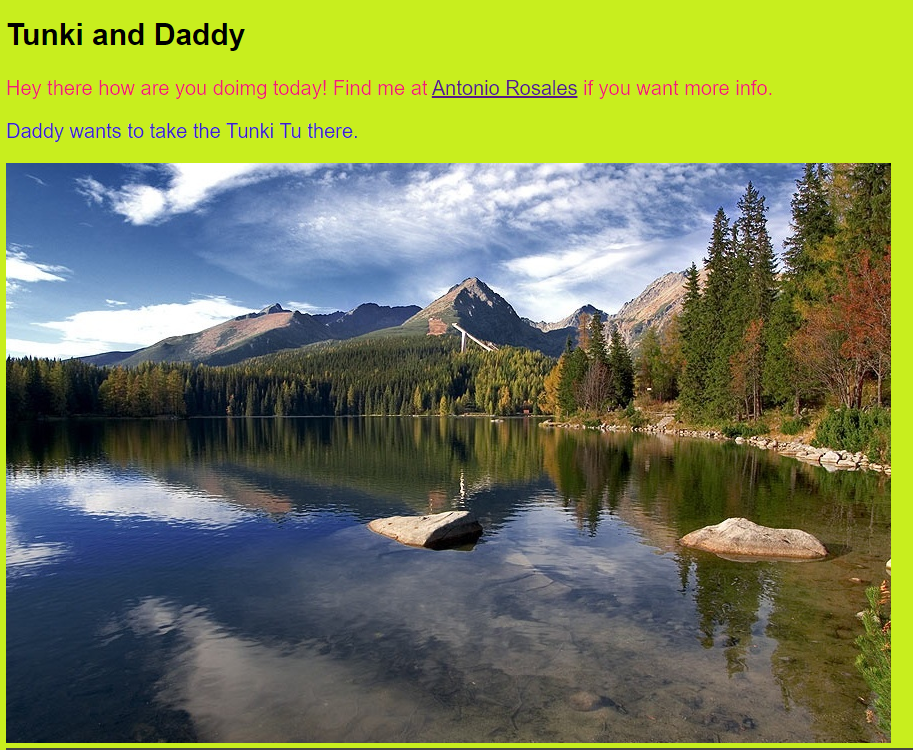 Tunki and Daddy
Hey there how are you doimg today! Find me at Antonio Rosales if you want more info.
Daddy wants to take the Tunki Tu there.